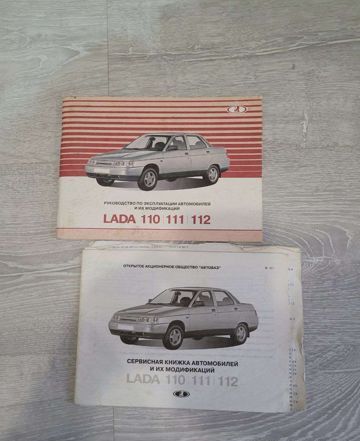 РУКОВОДСТВО ПО ЭКСПЛУАТАЦИИ АВТОМОБИЛЕЙ
И ИХ МОДИФИКАЦИЙ
LADA 110 111 112
ОТКРЫТОЕ АКЦИОНЕРНОЕ ОБЩЕСТВО "АВТОВАЗ"
СЕРВИСНАЯ КНИЖКА АВТОМОБИЛЕЙ
И ИХ МОДИФИКАЦИЙ
LADA 110 111 112